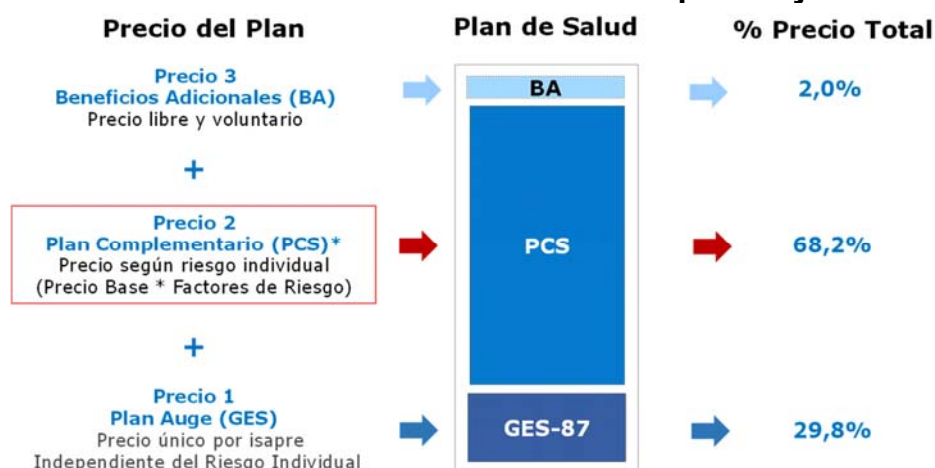 Precio del Plan
Plan de Salud
% Precio Total
Precio 3
Beneficios Adicionales (BA)
Precio libre y voluntario
BA
2,0%
+
Precio 2
Plan Complementario (PCS)*
Precio según riesgo individual
(Precio Base * Factores de Riesgo)
PCS
68,2%
+
Precio 1
Plan Auge (GES)
Precio único por isapre
Independiente del Riesgo Individual
GES-87
29,8%